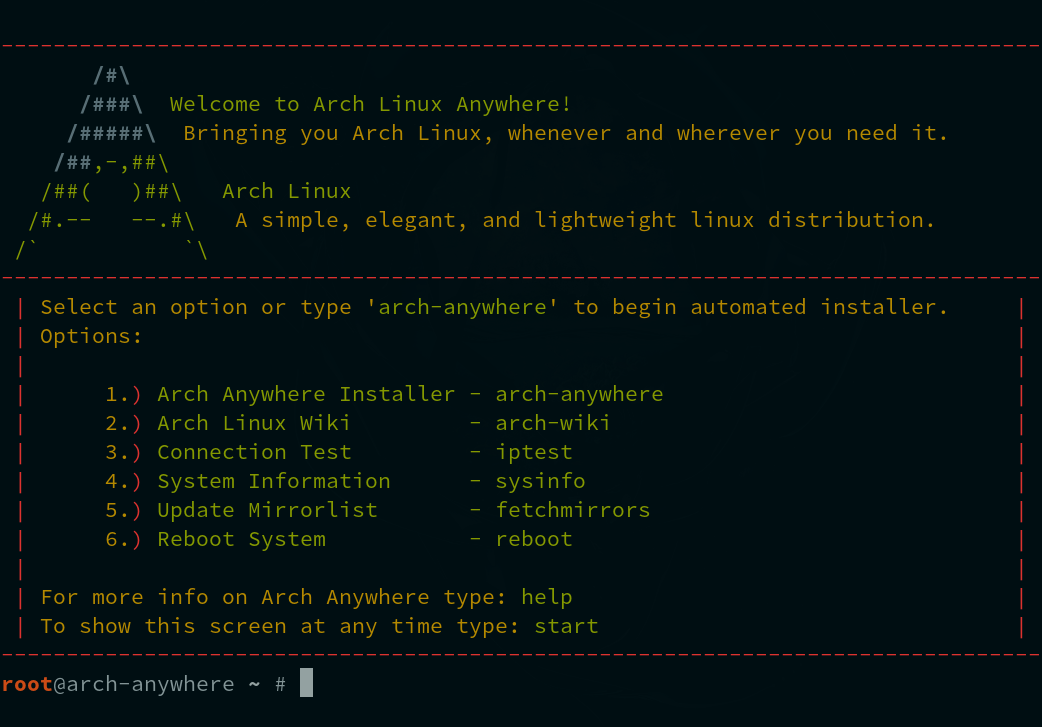 Welcome to Arch Linux Anywhere!
Bringing you Arch Linux, whenever and wherever you need it.
Arch Linux
A simple, elegant, and lightweight linux distribution.
Select an option or type 'arch-anywhere' to begin automated installer.
Options:
1.) Arch Anywhere Installer - arch-anywhere
2.) Arch Linux Wiki - arch-wiki
3.) Connection Test - iptest
4.) System Information - sysinfo
5.) Update Mirrorlist - fetchmirrors
6.) Reboot System - reboot
For more info on Arch Anywhere type: help
To show this screen at any time type: start
root@arch-anywhere ~ #